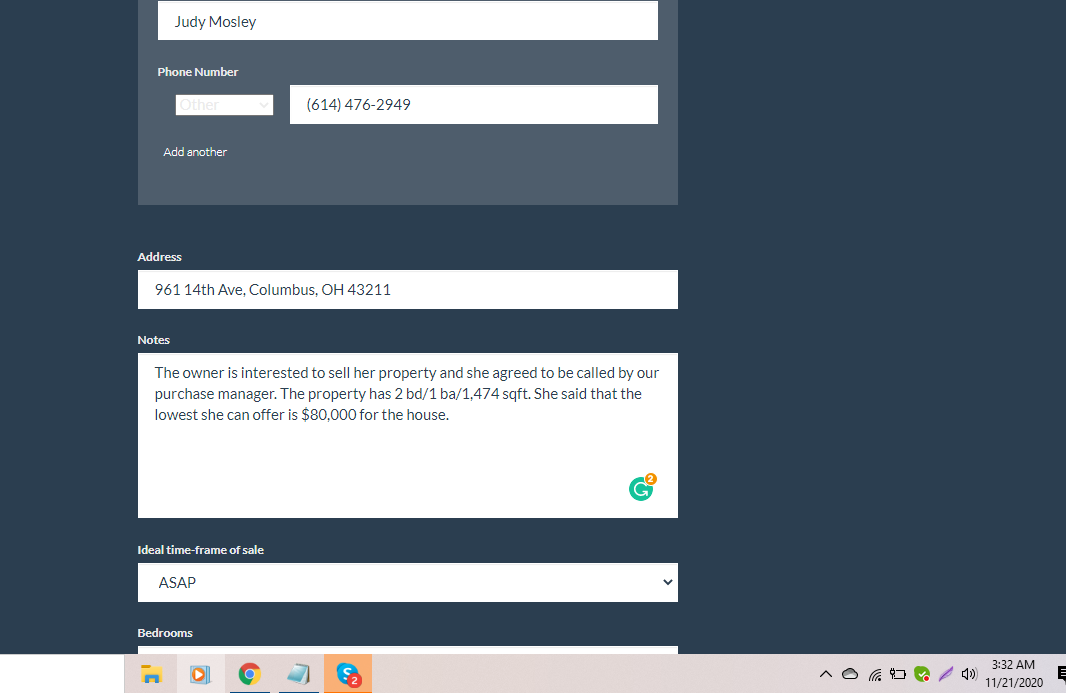 Judy Mosley
Phone Number
Other
(614) 476-2949
Add another
Address
961 14th Ave, Columbus, OH 43211
Notes
The owner is interested to sell her property and she agreed to be called by our
purchase manager. The property has 2 bd/1 ba/1,474 sqft. She said that the
lowest she can offer is $80,000 for the house.
2
Ideal time-frame of sale
ASAP
Bedrooms
S
2
3:32 AM
11/21/2020